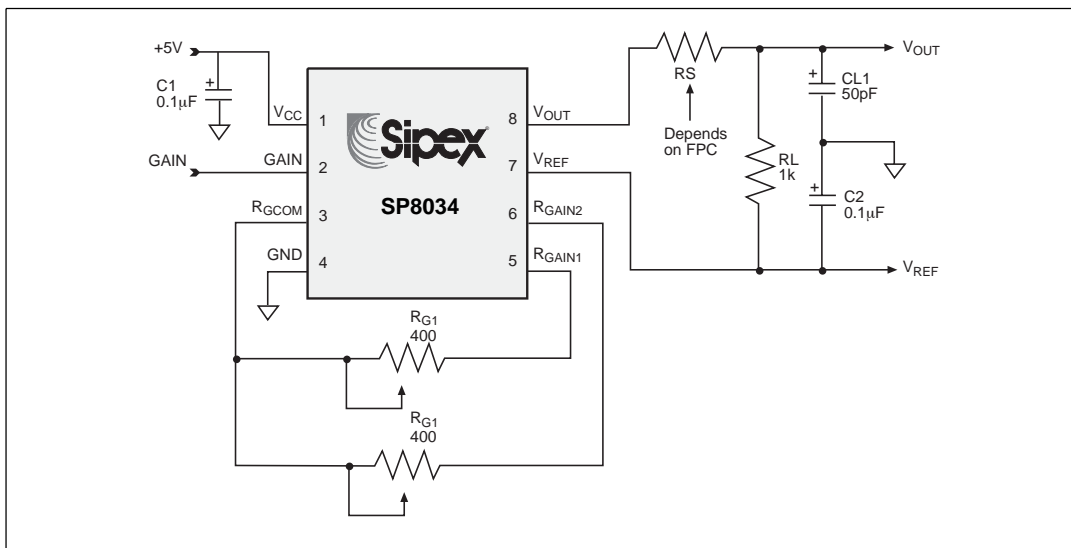 +5V
C1
+
0.1µF
VCC
1
GAIN
GAIN
2
RGCOM
3
GND
4
Sipex®
SP8034
8
VOUT
7
VREF
6
RGAIN2
5
RGAIN1
RS
Depends
on FPC
RL
1k
+
CL1
50pF
+
C2
0.1µF
VOUT
VREF
RG1
400
RG1
400